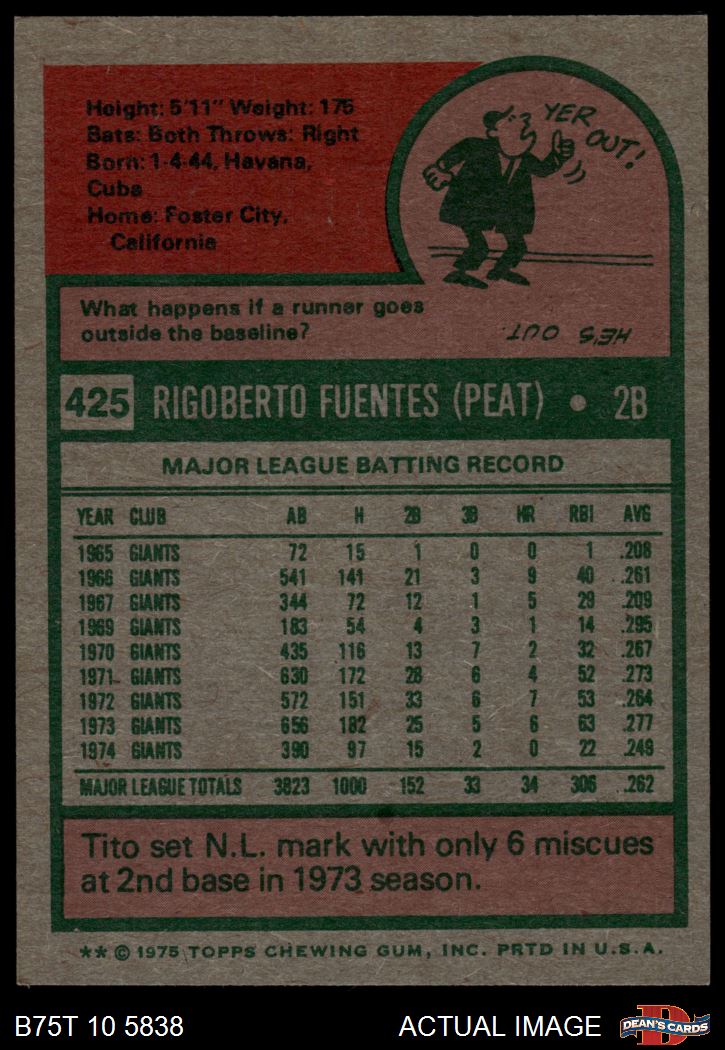 Height: 5'11" Weight: 175
Bats: Both Throws: Right
Born: 1-4-44, Havana,
Cuba
Home: Foster City,
California
YER
OUT!
What happens if a runner goes
outside the baseline?
HE'S OUT.
425 RIGOBERTO FUENTES (PEAT) • 2B
MAJOR LEAGUE BATTING RECORD
YEAR CLUB AB H 2B 3B HR RBI AVG
1965 GIANTS 72 15 1 0 0 1 .208
1966 GIANTS 541 141 21 3 9 40 .261
1967 GIANTS 344 72 12 1 5 29 .209
1969 GIANTS 183 54 4 3 1 14 .295
1970 GIANTS 435 116 13 7 2 32 .267
1971 GIANTS 630 172 28 6 4 52 .273
1972 GIANTS 572 151 33 6 7 53 .264
1973 GIANTS 656 182 25 5 6 63 .277
1974 GIANTS 390 97 15 2 0 22 .249
MAJOR LEAGUE TOTALS 3823 1000 152 33 34 306 .262
Tito set N.L. mark with only 6 miscues
at 2nd base in 1973 season.
** © 1975 TOPPS CHEWING GUM, INC. PRTD IN U.S.A.
B75T 10 5838 ACTUAL IMAGE D DEAN'S CARDS